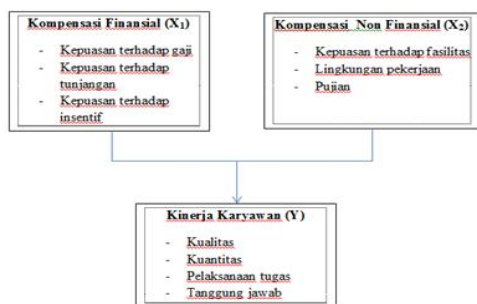 Kompensasi Finansial (X₁)
- Kepuasan terhadap gaji
- Kepuasan terhadap
tunjangan
- Kepuasan terhadap
insentif
Kompensasi Non Finansial (X₂)
- Kepuasan terhadap fasilitas
- Lingkungan pekerjaan
- Pujian
Kinerja Karyawan (Y)
- Kualitas
- Kuantitas
- Pelaksanaan tugas
- Tanggung jawab